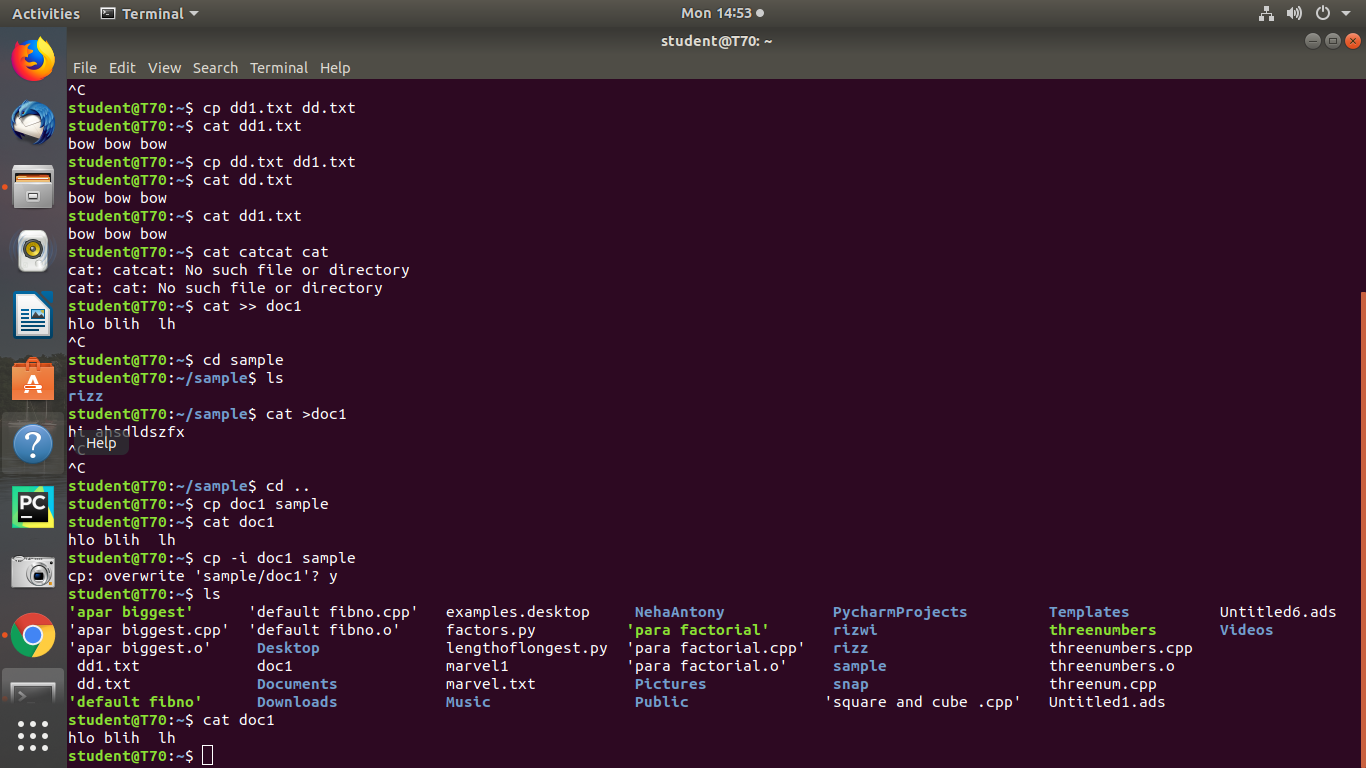 Activities Terminal Mon 14:53
student@T70: ~
File Edit View Search Terminal Help
^C
student@T70:~$ cp dd1.txt dd.txt
student@T70:~$ cat dd1.txt
bow bow bow
student@T70:~$ cp dd.txt dd1.txt
student@T70:~$ cat dd.txt
bow bow bow
student@T70:~$ cat dd1.txt
bow bow bow
student@T70:~$ cat catcat cat
cat: catcat: No such file or directory
cat: cat: No such file or directory
student@T70:~$ cat >> doc1
hlo blih  lh
^C
student@T70:~$ cd sample
student@T70:~/sample$ ls
rizz
student@T70:~/sample$ cat >doc1
hi ahsdldszfx
Help
^C
^C
student@T70:~/sample$ cd ..
student@T70:~$ cp doc1 sample
student@T70:~$ cat doc1
hlo blih  lh
student@T70:~$ cp -i doc1 sample
cp: overwrite 'sample/doc1'? y
student@T70:~$ ls
'apar biggest' 'default fibno.cpp' examples.desktop NehaAntony PycharmProjects Templates Untitled6.ads
'apar biggest.cpp' 'default fibno.o' factors.py 'para factorial' rizwi threenumbers Videos
'apar biggest.o' Desktop lengthoflongest.py 'para factorial.cpp' rizz threenumbers.cpp
dd1.txt doc1 marvel1 'para factorial.o' sample threenumbers.o
dd.txt Documents marvel.txt Pictures snap threenum.cpp
'default fibno' Downloads Music Public 'square and cube .cpp' Untitled1.ads
student@T70:~$ cat doc1
hlo blih  lh
student@T70:~$
PC